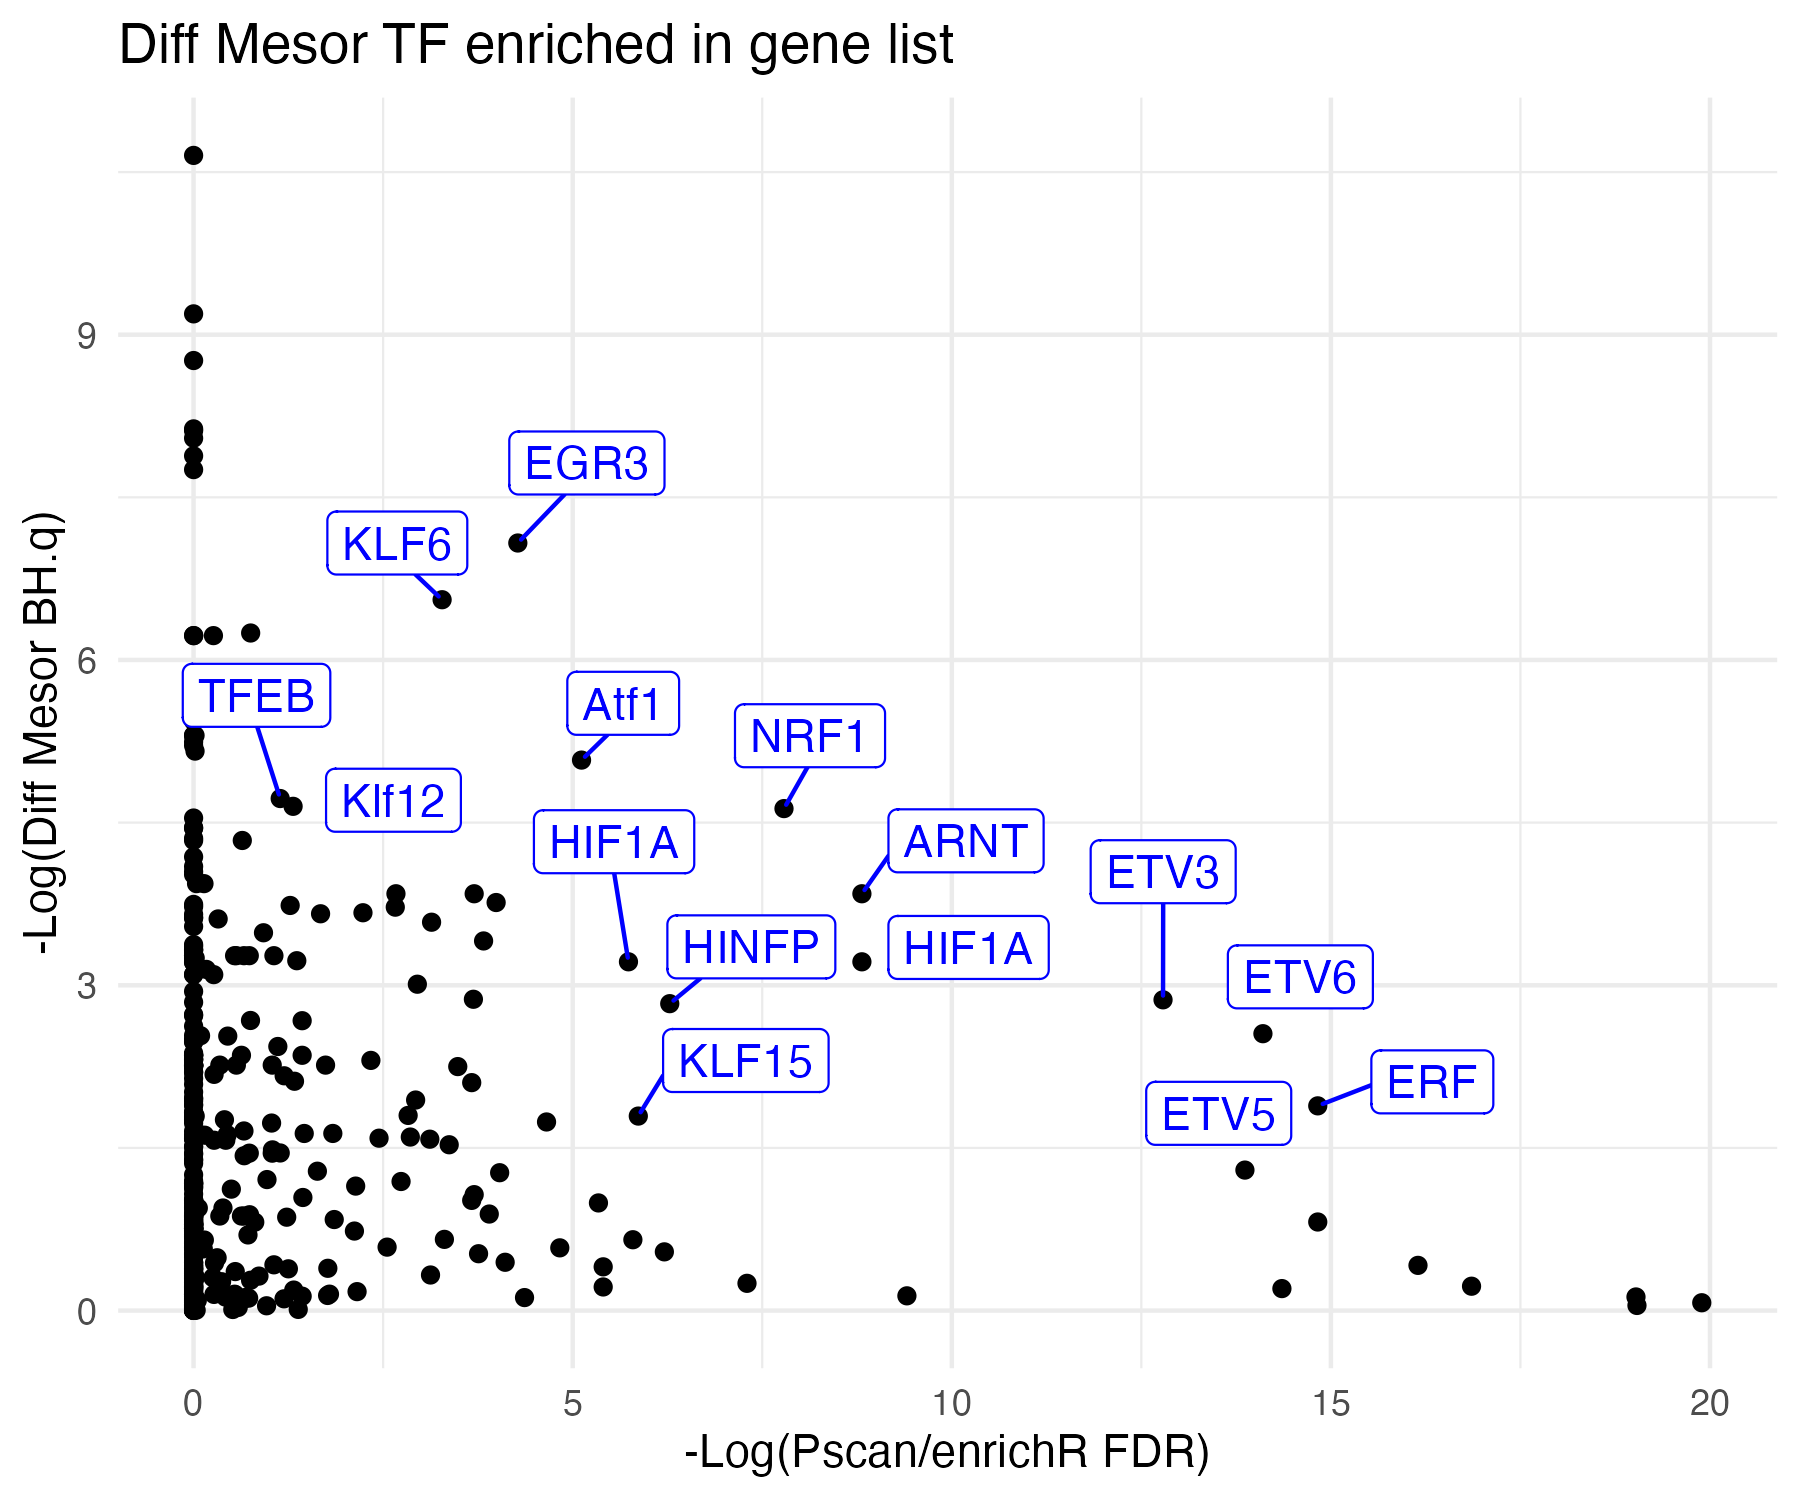 Diff Mesor TF enriched in gene list
-Log(Diff Mesor BH.q)
9
6
3
0
EGR3
KLF6
TFEB
Atf1
NRF1
Klf12
HIF1A
ARNT
ETV3
HINFP
HIF1A
ETV6
KLF15
ERF
ETV5
0
5
10
15
20
-Log(Pscan/enrichR FDR)